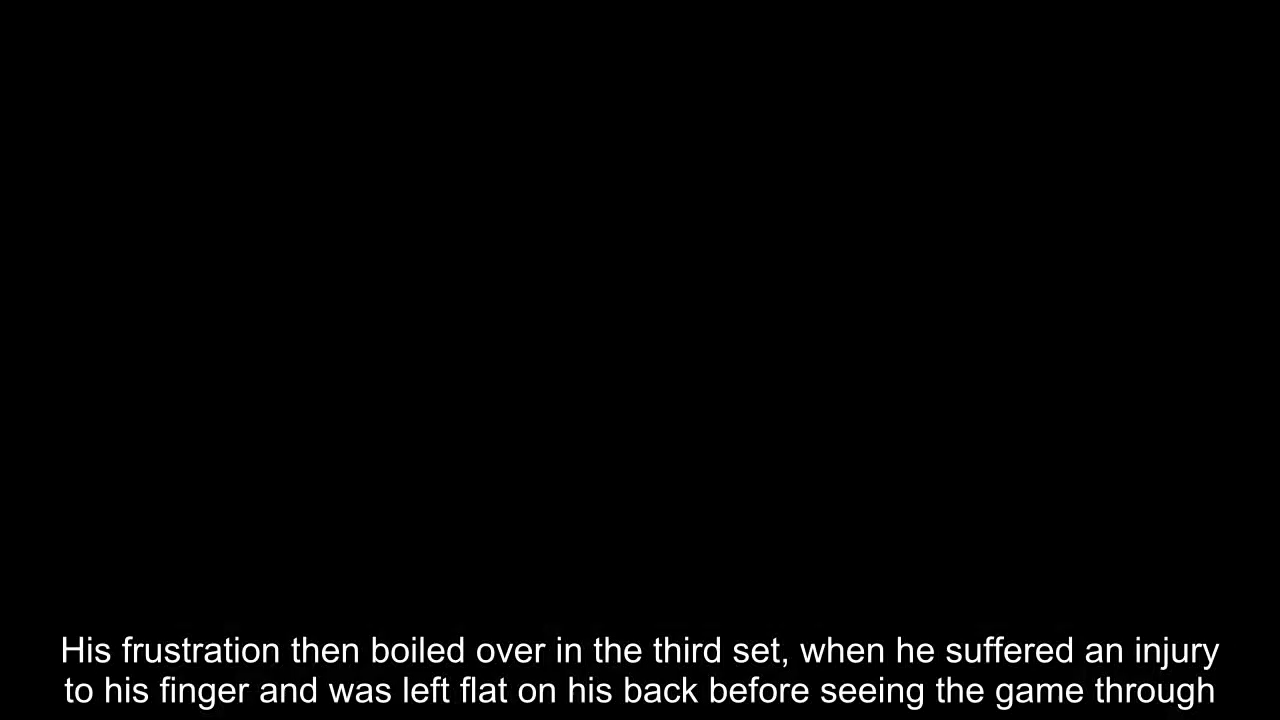 His frustration then boiled over in the third set, when he suffered an injury
to his finger and was left flat on his back before seeing the game through